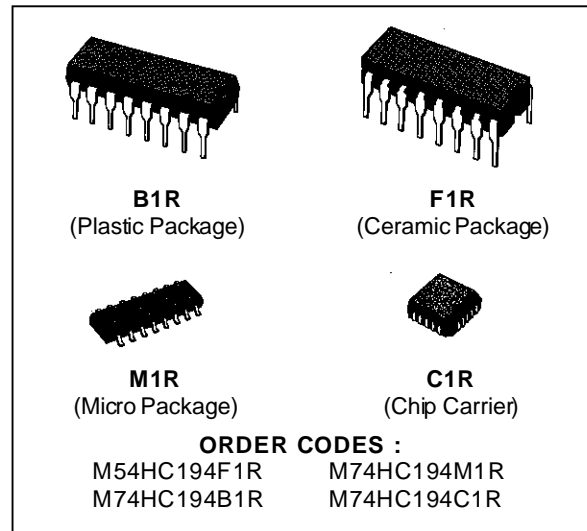 B1R F1R
(Plastic Package) (Ceramic Package)
M1R C1R
(Micro Package) (Chip Carrier)
ORDER CODES :
M54HC194F1R M74HC194M1R
M74HC194B1R M74HC194C1R